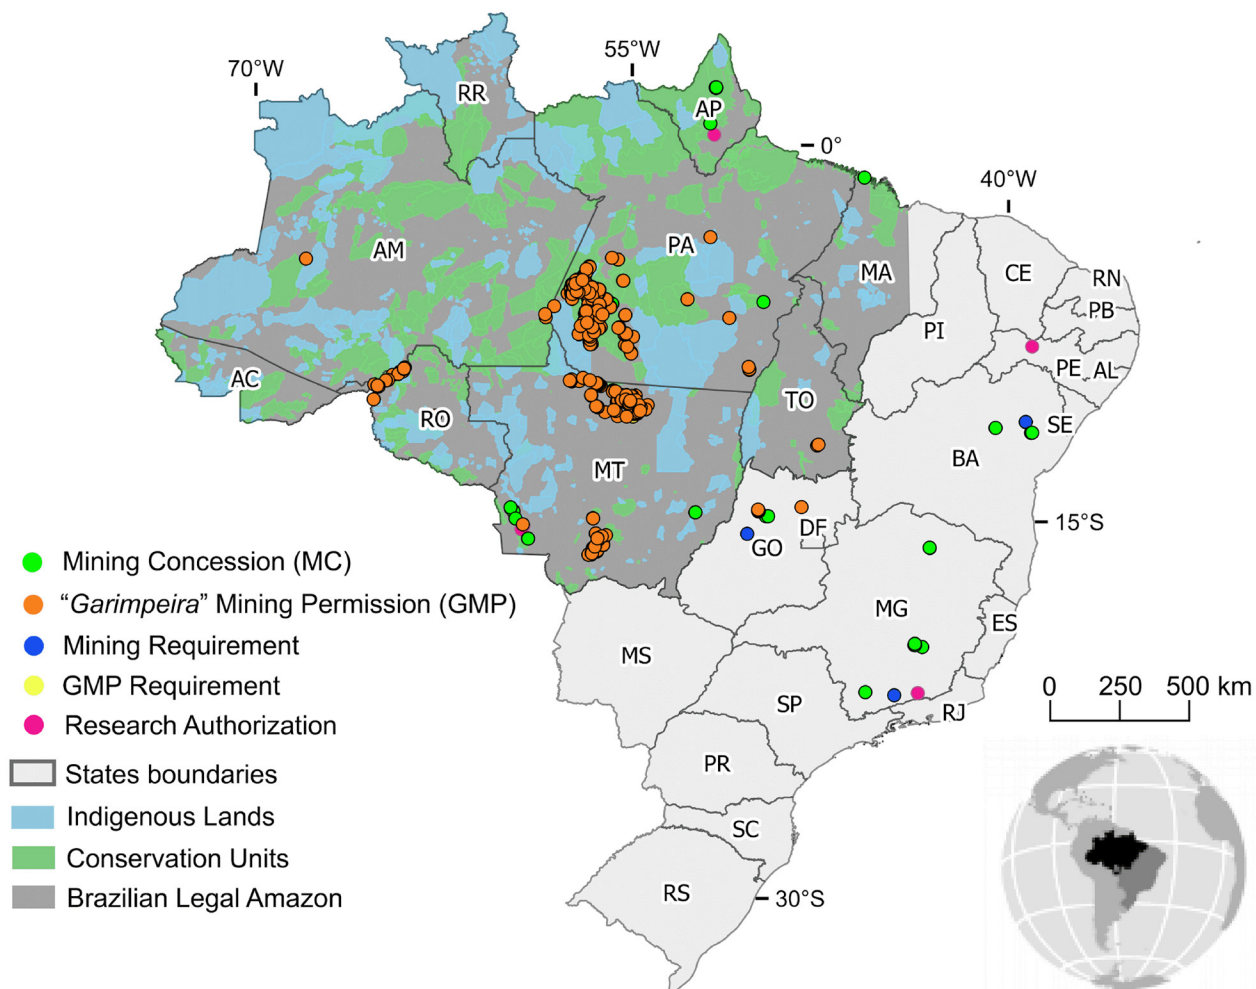 70°W
55°W
RR
AP
0°
40°W
AM
PA
MA
CE
RN
PB
PI
PE
AL
AC
TO
RO
SE
BA
MT
15°S
DF
GO
Mining Concession (MC)
“Garimpeira” Mining Permission (GMP)
MG
ES
Mining Requirement
MS
GMP Requirement
0 250 500 km
SP
RJ
Research Authorization
PR
States boundaries
Indigenous Lands
SC
Conservation Units
RS
30°S
Brazilian Legal Amazon